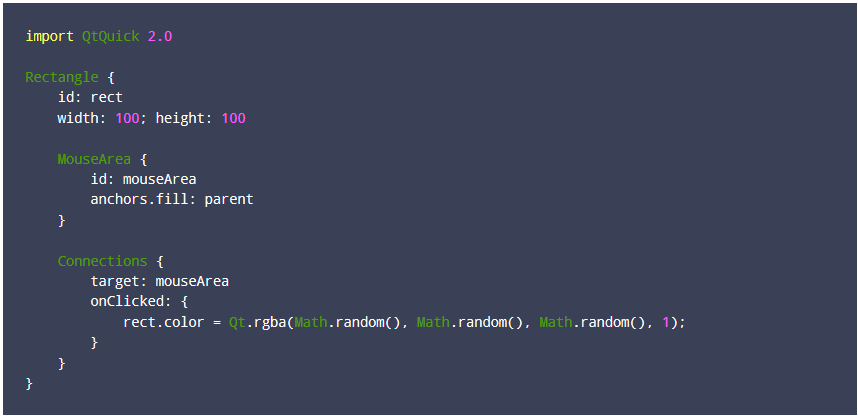 import QtQuick 2.0
Rectangle {
    id: rect
    width: 100; height: 100
    MouseArea {
        id: mouseArea
        anchors.fill: parent
    }
    Connections {
        target: mouseArea
        onClicked: {
            rect.color = Qt.rgba(Math.random(), Math.random(), Math.random(), 1);
        }
    }
}